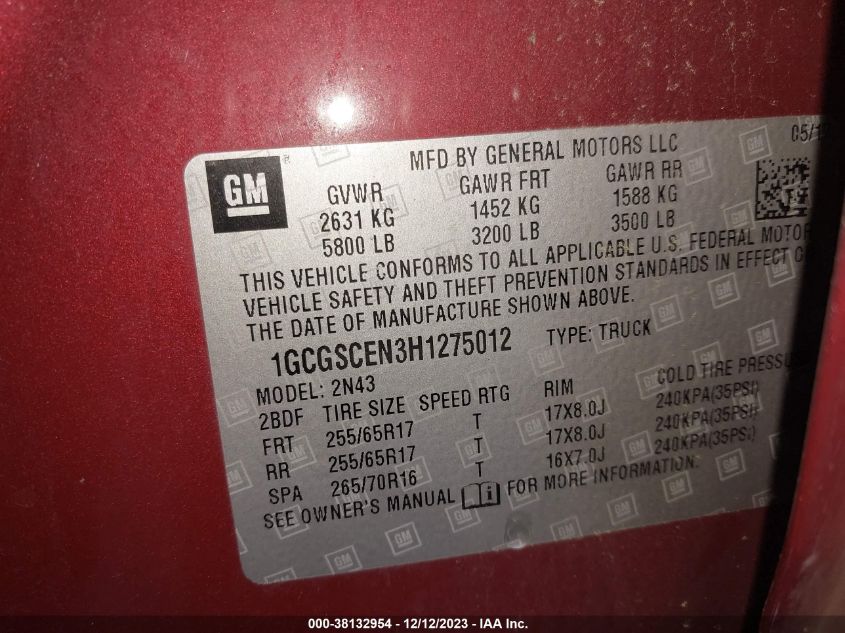 MFD BY GENERAL MOTORS LLC
GM ®
GVWR GAWR FRT GAWR RR
2631 KG 1452 KG 1588 KG
5800 LB 3200 LB 3500 LB
THIS VEHICLE CONFORMS TO ALL APPLICABLE U.S. FEDERAL MOTOR
VEHICLE SAFETY AND THEFT PREVENTION STANDARDS IN EFFECT
THE DATE OF MANUFACTURE SHOWN ABOVE.
1GCGSCEN3H1275012 TYPE: TRUCK
MODEL: 2N43
2BDF TIRE SIZE SPEED RTG RIM COLD TIRE
FRT 255/65R17 T 17X8.0J 240KPA(35PSI)
RR 255/65R17 T 17X8.0J 240KPA(35PSI)
SPA 265/70R16 T 16X7.0J 240KPA(35PSI)
SEE OWNER'S MANUAL FOR MORE INFORMATION.
000-38132954 - 12/12/2023 - IAA Inc.